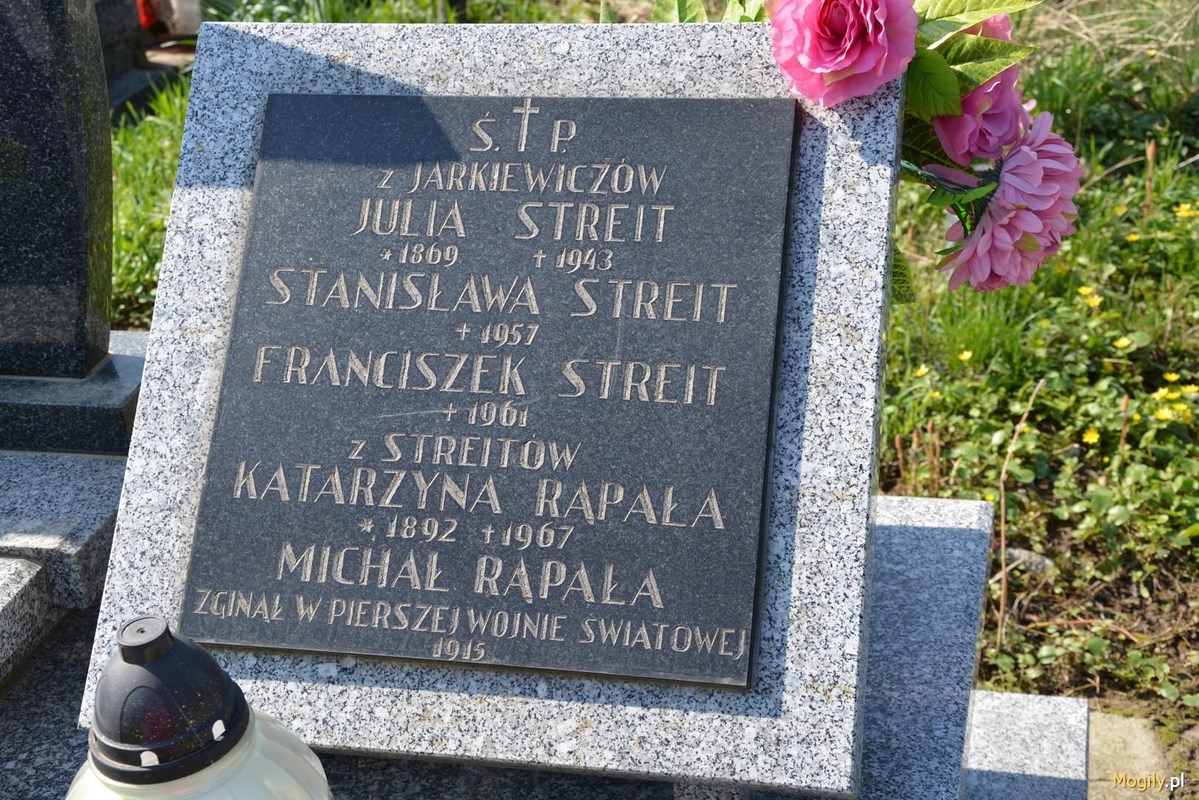 Ś. † P.
z JARKIEWICZÓW
JULIA STREIT
* 1869 † 1943
STANISŁAWA STREIT
† 1957
FRANCISZEK STREIT
† 1961
z STREITÓW
KATARZYNA RAPAŁA
* 1892 † 1967
MICHAŁ RAPAŁA
ZGINĄŁ W PIERSZEJ WOJNIE ŚWIATOWEJ
1915
Mogily.pl